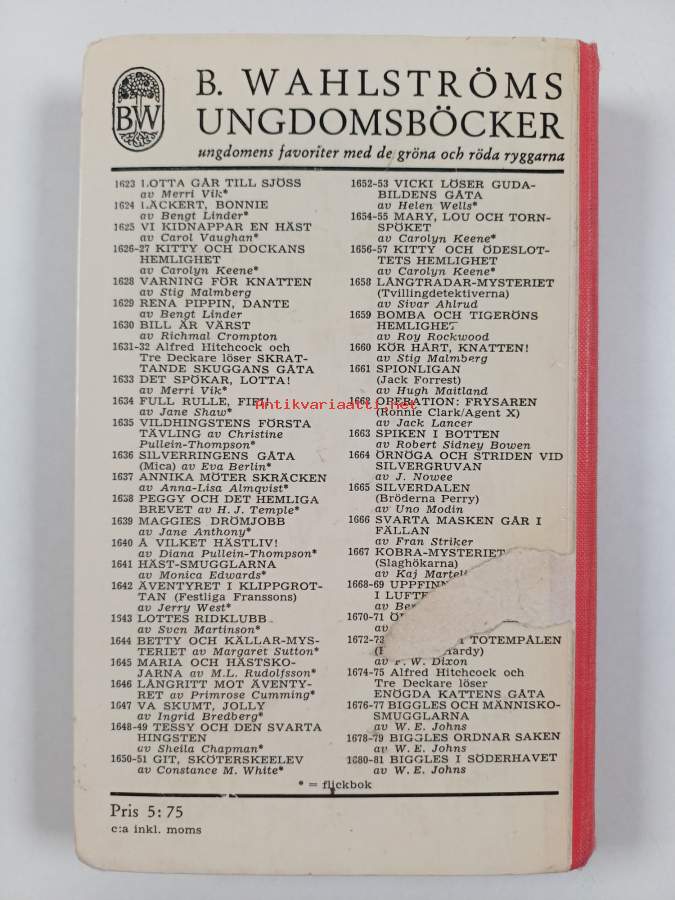 BW
B. WAHLSTRÖMS
UNGDOMSBÖCKER
ungdomens favoriter med de gröna och röda ryggarna
1623 LOTTA GÅR TILL SJÖSS
av Merri Vik*
1624 LÄCKERT, BONNIE
av Bengt Linder*
1625 VI KIDNAPPAR EN HÄST
av Carol Vaughan*
1626-27 KITTY OCH DOCKANS
HEMLIGHET
av Carolyn Keene*
1628 VARNING FÖR KNATTEN
av Stig Malmberg
1629 RENA PIPPIN, DANTE
av Bengt Linder
1630 BILL ÄR VÄRST
av Richmal Crompton
1631-32 Alfred Hitchcock och
Tre Deckare löser SKRAT-
TANDE SKUGGANS GÅTA
1633 DET SPÖKAR, LOTTA!
av Merri Vik*
1634 FULL RULLE,
av Jane Shaw*
1635 VILDHINGSTENS FÖRSTA
TÄVLING av Christine
Pullein-Thompson*
1636 SILVERRINGENS GÅTA
(Mica) av Eva Berlin*
1637 ANNIKA MÖTER SKRÄCKEN
av Anna-Lisa Almqvist*
1638 PEGGY OCH DET HEMLIGA
BREVET av H. J. Temple*
1639 MAGGIES DRÖMJOBB
av Jane Anthony*
1640 Å VILKET HÄSTLIV!
av Diana Pullein-Thompson*
1641 HÄST-SMUGGLARNA
av Monica Edwards*
1642 ÄVENTYRET I KLIPPGROT-
TAN (Festliga Franssons)
av Jerry West*
1543 LOTTES RIDKLUBB
av Sven Martinson*
1644 BETTY OCH KÄLLAR-MYS-
TERIET av Margaret Sutton*
1645 MARIA OCH HÄSTSKO-
JARNA av M.L. Rudolfsson*
1646 LÅNGRITT MOT ÄVENTY-
RET av Primrose Cumming*
1647 VA SKUMT, JOLLY
av Ingrid Bredberg*
1648-49 TESSY OCH DEN SVARTA
HINGSTEN
av Sheila Chapman*
1650-51 GIT, SKÖTERSKEELEV
av Constance M. White*
1652-53 VICKI LÖSER GUDA-
BILDENS GÅTA
av Helen Wells*
1654-55 MARY, LOU OCH TORN-
SPÖKET
av Carolyn Keene*
1656-57 KITTY OCH ÖDESLOT-
TETS HEMLIGHET
av Carolyn Keene*
1658 LÅNGTRADAR-MYSTERIET
(Tvillingdetektiverna)
av Sivar Ahlrud
1659 BOMBA OCH TIGERÖNS
HEMLIGHET
av Roy Rockwood
1660 KÖR HÅRT, KNATTEN!
av Stig Malmberg
1661 SPIONLIGAN
(Jack Forrest)
av Hugh Maitland
1662 OPERATION: FRYSAREN
(Ronnie Clark/Agent X)
av Jack Lancer
1663 SPIKEN I BOTTEN
av Robert Sidney Bowen
1664 ÖRNÖGA OCH STRIDEN VID
SILVERGRUVAN
av J. Nowee
1665 SILVERDALEN
(Bröderna Perry)
av Uno Modin
1666 SVARTA MASKEN GÅR I
FÄLLAN
av Fran Striker
1667 KOBRA-MYSTERIET
(Slaghökarna)
av Kaj
1668-69
I
1670-71
av
1672-73 I TOTEMPÅLEN
av F. W. Dixon
1674-75 Alfred Hitchcock och
Tre Deckare löser
ENÖGDA KATTENS GÅTA
1676-77 BIGGLES OCH MÄNNISKO-
SMUGGLARNA
av W. E. Johns
1678-79 BIGGLES ORDNAR SAKEN
av W. E. Johns
1680-81 BIGGLES I SÖDERHAVET
av W. E. Johns
* = flickbok
Pris 5:75
c:a inkl. moms
Antikvariaatti.net